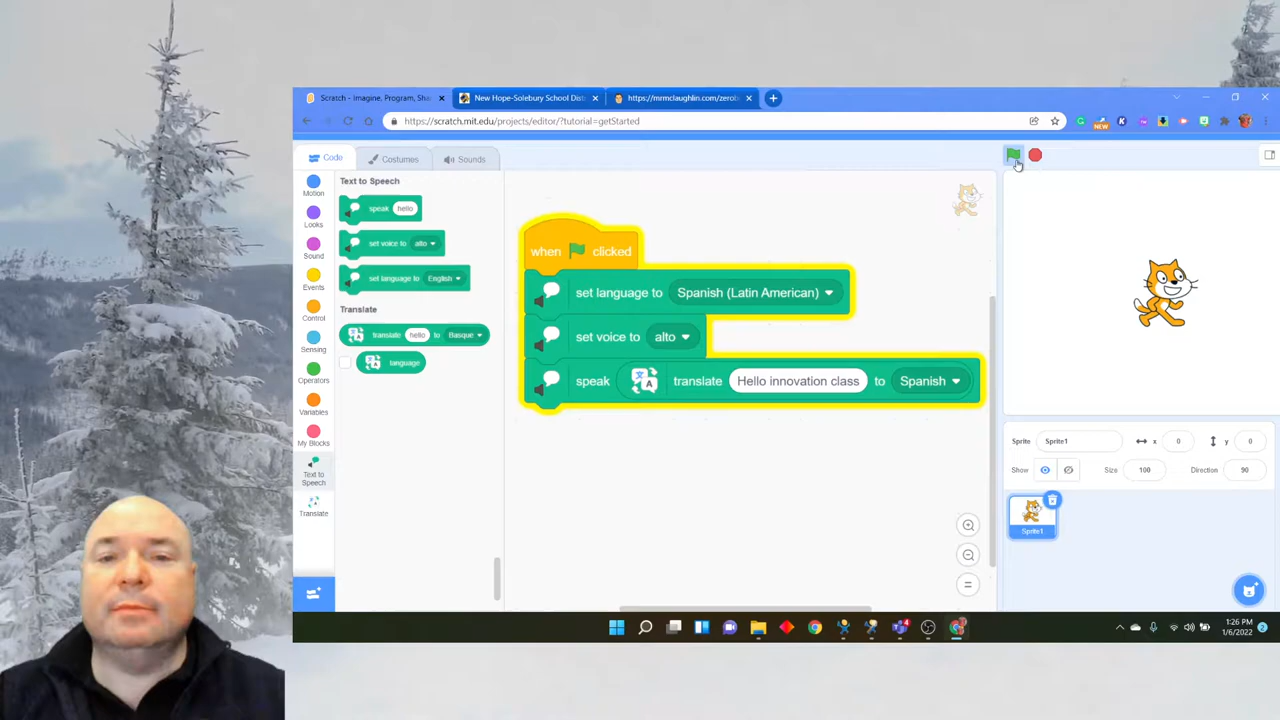 Scratch - Imagine, Program, Sha
New Hope-Solebury School Dist
https://mrmclaughlin.com/zerob
https://scratch.mit.edu/projects/editor/?tutorial=getStarted
NEW
Code
Costumes
Sounds
Motion
Looks
Sound
Events
Control
Sensing
Operators
Variables
My Blocks
Text to
Speech
Translate
Text to Speech
speak hello
set voice to alto
set language to English
Translate
translate hello to Basque
language
when clicked
set language to Spanish (Latin American)
set voice to alto
speak translate Hello innovation class to Spanish
Sprite Sprite1 x 0 y 0
Show Size 100 Direction 90
Sprite1
1:26 PM
1/6/2022